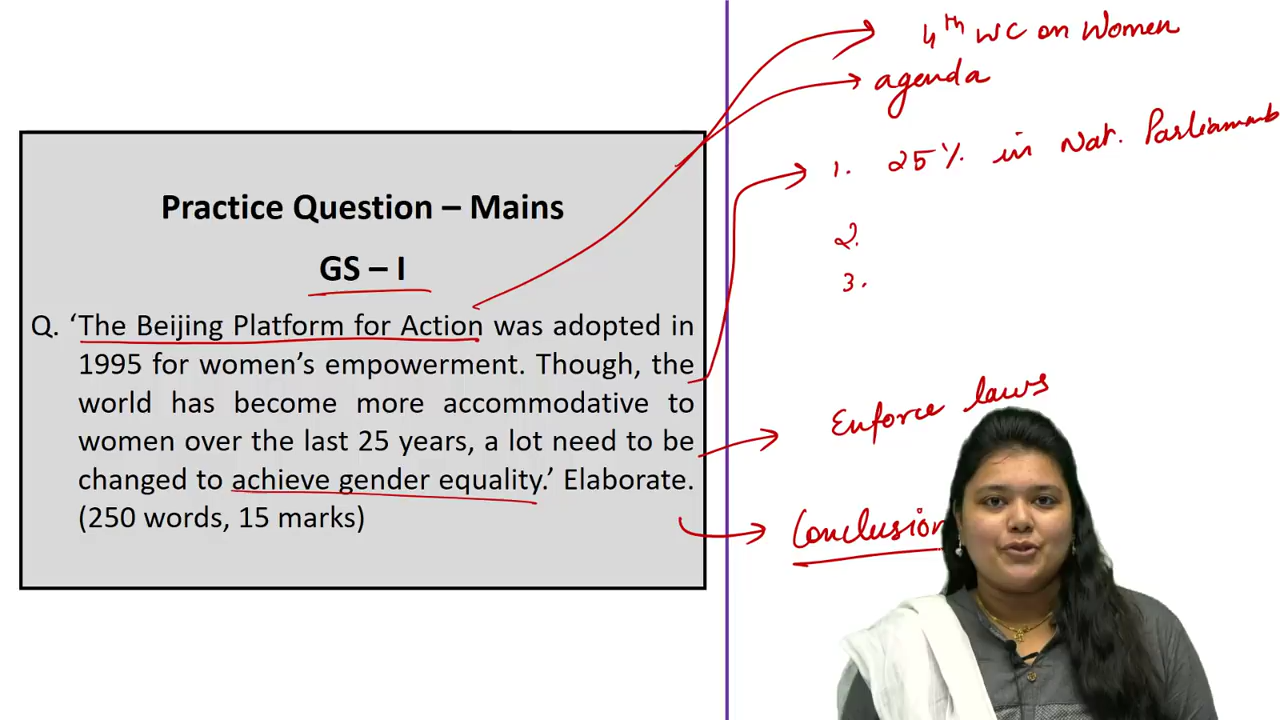 Practice Question – Mains
GS – I
Q. ‘The Beijing Platform for Action was adopted in
1995 for women’s empowerment. Though, the
world has become more accommodative to
women over the last 25 years, a lot need to be
changed to achieve gender equality.’ Elaborate.
(250 words, 15 marks)
4th WC on Women
agenda
1. 25% in Nat. Parliaments
2.
3.
Enforce laws
Conclusion